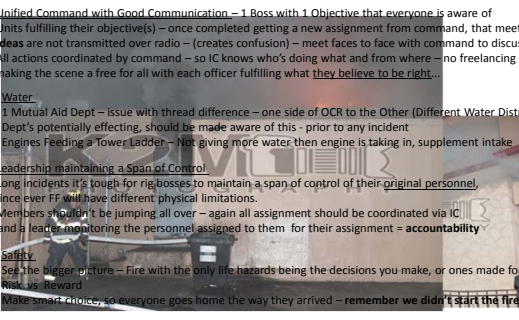 Unified Command with Good Communication – 1 Boss with 1 Objective that everyone is aware of
Units fulfilling their objective(s) – once completed getting a new assignment from command, that meet
Ideas are not transmitted over radio – (creates confusion) – meet faces to face with command to discus
All actions coordinated by command – so IC knows who's doing what and from where – no freelancing
making the scene a free for all with each officer fulfilling what they believe to be right...
Water
1 Mutual Aid Dept – issue with thread difference – one side of OCR to the Other (Different Water Distr
Dept's potentially effecting, should be made aware of this - prior to any incident
Engines Feeding a Tower Ladder – Not giving more water then engine is taking in, supplement intake
Leadership maintaining a Span of Control
Long incidents it's tough for rig bosses to maintain a span of control of their original personnel,
since ever FF will have different physical limitations.
Members shouldn't be jumping all over – again all assignment should be coordinated via IC
and a leader monitoring the personnel assigned to them for their assignment = accountability
Safety
See the bigger picture – Fire with the only life hazards being the decisions you make, or ones made fo
Risk vs Reward
Make smart choice, so everyone goes home the way they arrived – remember we didn't start the fire